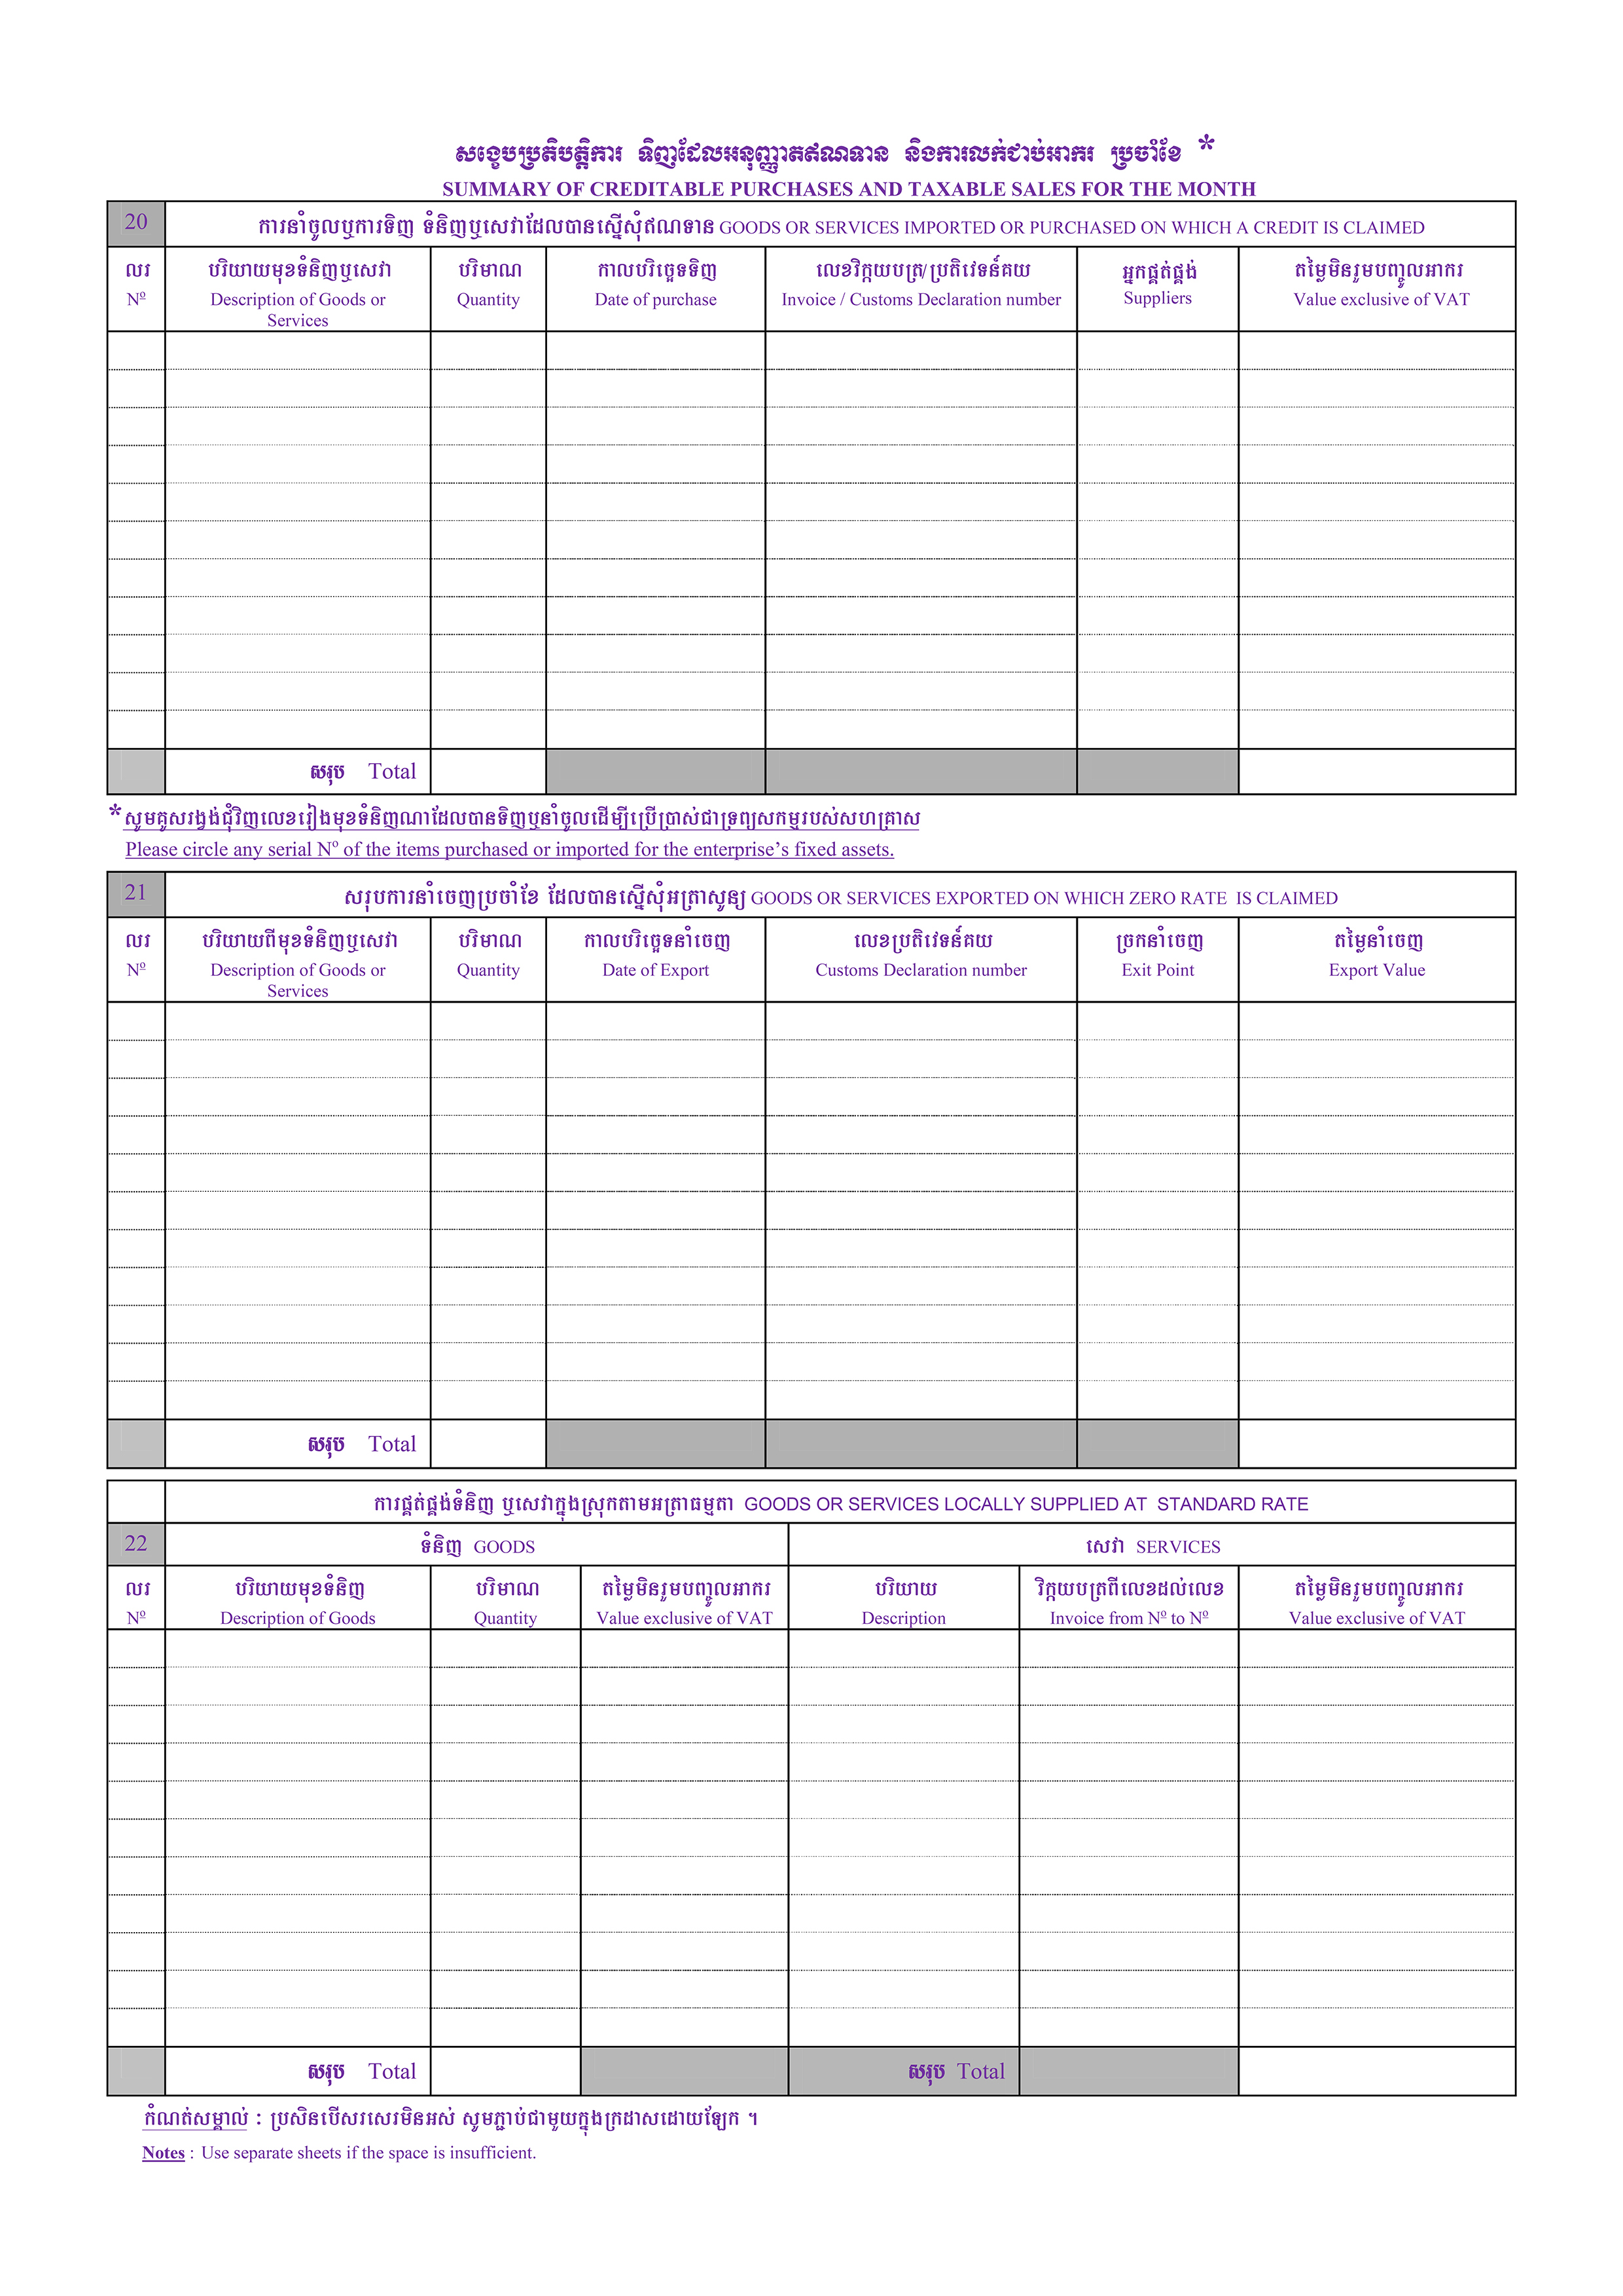 សង្ខេបប្រតិបត្តិការ ទិញដែលអនុញ្ញាតឥណទាន និងការលក់ជាប់អាករ ប្រចាំខែ *
SUMMARY OF CREDITABLE PURCHASES AND TAXABLE SALES FOR THE MONTH
20 ការនាំចូលឬការទិញ ទំនិញឬសេវាដែលបានស្នើសុំឥណទាន GOODS OR SERVICES IMPORTED OR PURCHASED ON WHICH A CREDIT IS CLAIMED
លរ បរិយាយមុខទំនិញឬសេវា បរិមាណ កាលបរិច្ឆេទទិញ លេខវិក្កយបត្រ/ប្រតិវេទន៍គយ អ្នកផ្គត់ផ្គង់ តម្លៃមិនរួមបញ្ចូលអាករ
Nº Description of Goods or Quantity Date of purchase Invoice / Customs Declaration number Suppliers Value exclusive of VAT
Services
សរុប Total
* សូមគូសរង្វង់ជុំវិញលេខរៀងមុខទំនិញណាដែលបានទិញឬនាំចូលដើម្បីប្រើប្រាស់ជាទ្រព្យសកម្មរបស់សហគ្រាស
Please circle any serial Nº of the items purchased or imported for the enterprise’s fixed assets.
21 សរុបការនាំចេញប្រចាំខែ ដែលបានស្នើសុំអត្រាសូន្យ GOODS OR SERVICES EXPORTED ON WHICH ZERO RATE IS CLAIMED
លរ បរិយាយពីមុខទំនិញឬសេវា បរិមាណ កាលបរិច្ឆេទនាំចេញ លេខប្រតិវេទន៍គយ ច្រកនាំចេញ តម្លៃនាំចេញ
Nº Description of Goods or Quantity Date of Export Customs Declaration number Exit Point Export Value
Services
សរុប Total
ការផ្គត់ផ្គង់ទំនិញ ឬសេវាក្នុងស្រុកតាមអត្រាធម្មតា GOODS OR SERVICES LOCALLY SUPPLIED AT STANDARD RATE
22 ទំនិញ GOODS សេវា SERVICES
លរ បរិយាយមុខទំនិញ បរិមាណ តម្លៃមិនរួមបញ្ចូលអាករ បរិយាយ វិក្កយបត្រពីលេខដល់លេខ តម្លៃមិនរួមបញ្ចូលអាករ
Nº Description of Goods Quantity Value exclusive of VAT Description Invoice from Nº to Nº Value exclusive of VAT
សរុប Total សរុប Total
កំណត់សម្គាល់ : ប្រសិនបើសរសេរមិនអស់ សូមភ្ជាប់ជាមួយក្នុងក្រដាសដោយឡែក ។
Notes : Use separate sheets if the space is insufficient.